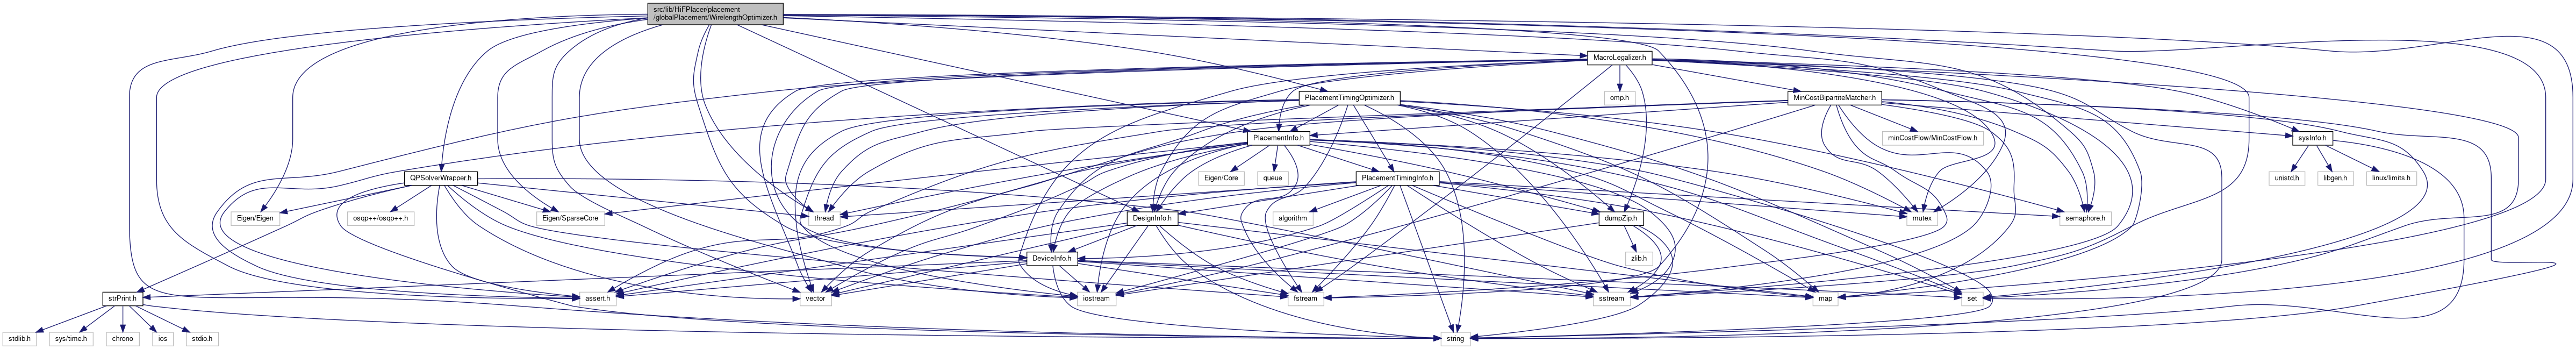 src/lib/HiFPlacer/placement
/globalPlacement/WirelengthOptimizer.h
MacroLegalizer.h
PlacementTimingOptimizer.h
omp.h
MinCostBipartiteMatcher.h
PlacementInfo.h
minCostFlow/MinCostFlow.h
sysInfo.h
QPSolverWrapper.h
Eigen/Core
queue
PlacementTimingInfo.h
unistd.h
libgen.h
linux/limits.h
Eigen/Eigen
osqp++/osqp++.h
Eigen/SparseCore
thread
DesignInfo.h
algorithm
dumpZip.h
mutex
semaphore.h
DeviceInfo.h
zlib.h
strPrint.h
assert.h
vector
iostream
fstream
sstream
map
set
stdlib.h
sys/time.h
chrono
ios
stdio.h
string